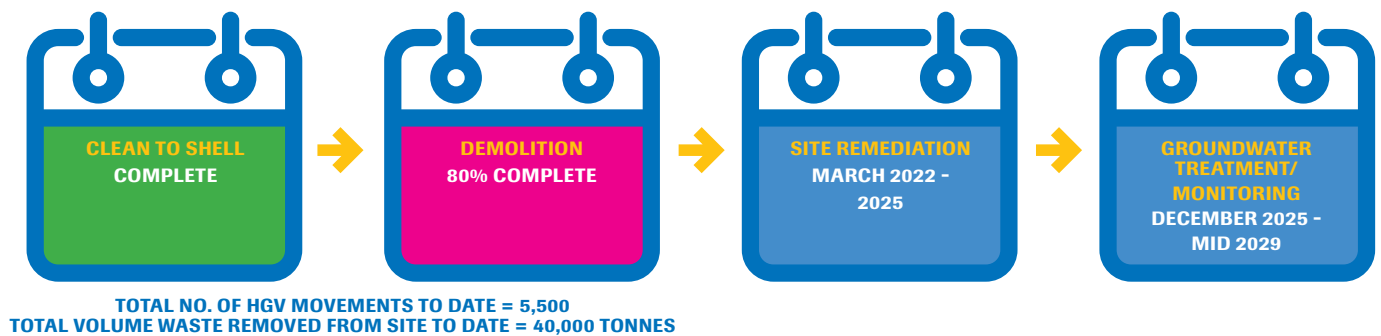 CLEAN TO SHELL
COMPLETE
DEMOLITION
80% COMPLETE
SITE REMEDIATION
MARCH 2022 -
2025
GROUNDWATER
TREATMENT/
MONITORING
DECEMBER 2025 -
MID 2029
TOTAL NO. OF HGV MOVEMENTS TO DATE = 5,500
TOTAL VOLUME WASTE REMOVED FROM SITE TO DATE = 40,000 TONNES